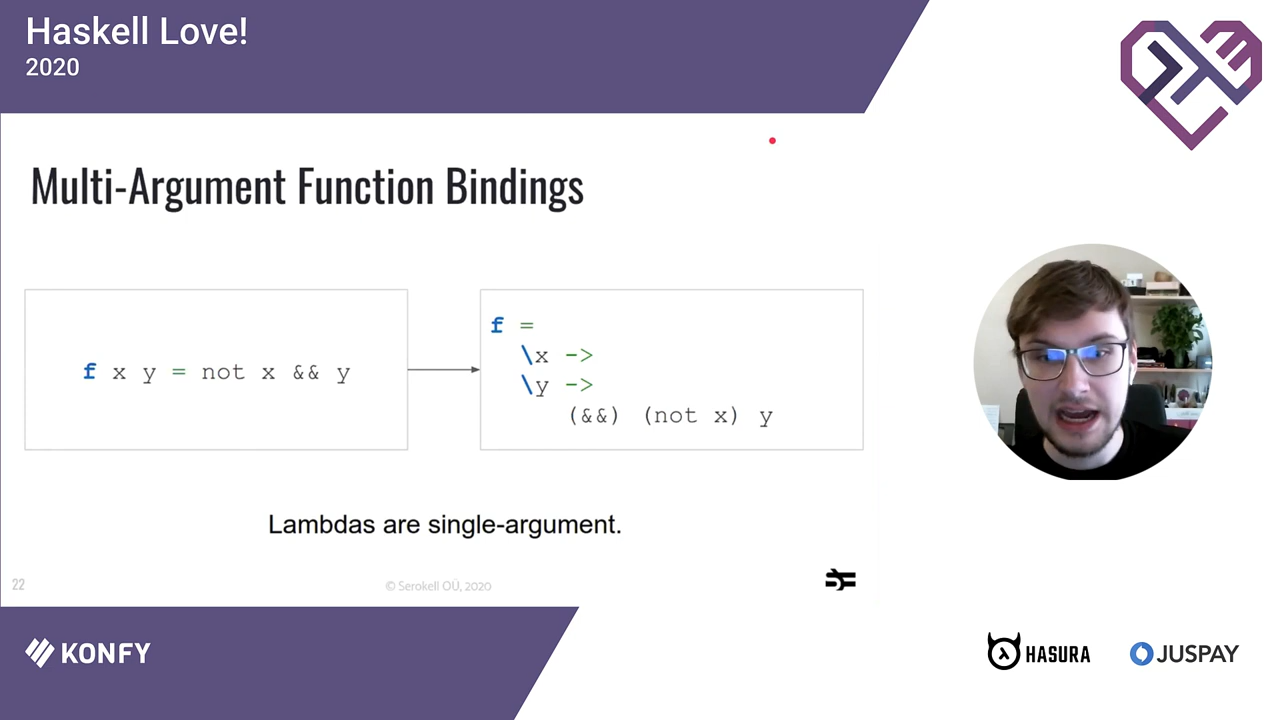 Haskell Love!
2020
Multi-Argument Function Bindings
f x y = not x && y
f =
\x ->
\y ->
(&&) (not x) y
Lambdas are single-argument.
22
© Serokell OÜ, 2020
KONFY
HASURA
JUSPAY